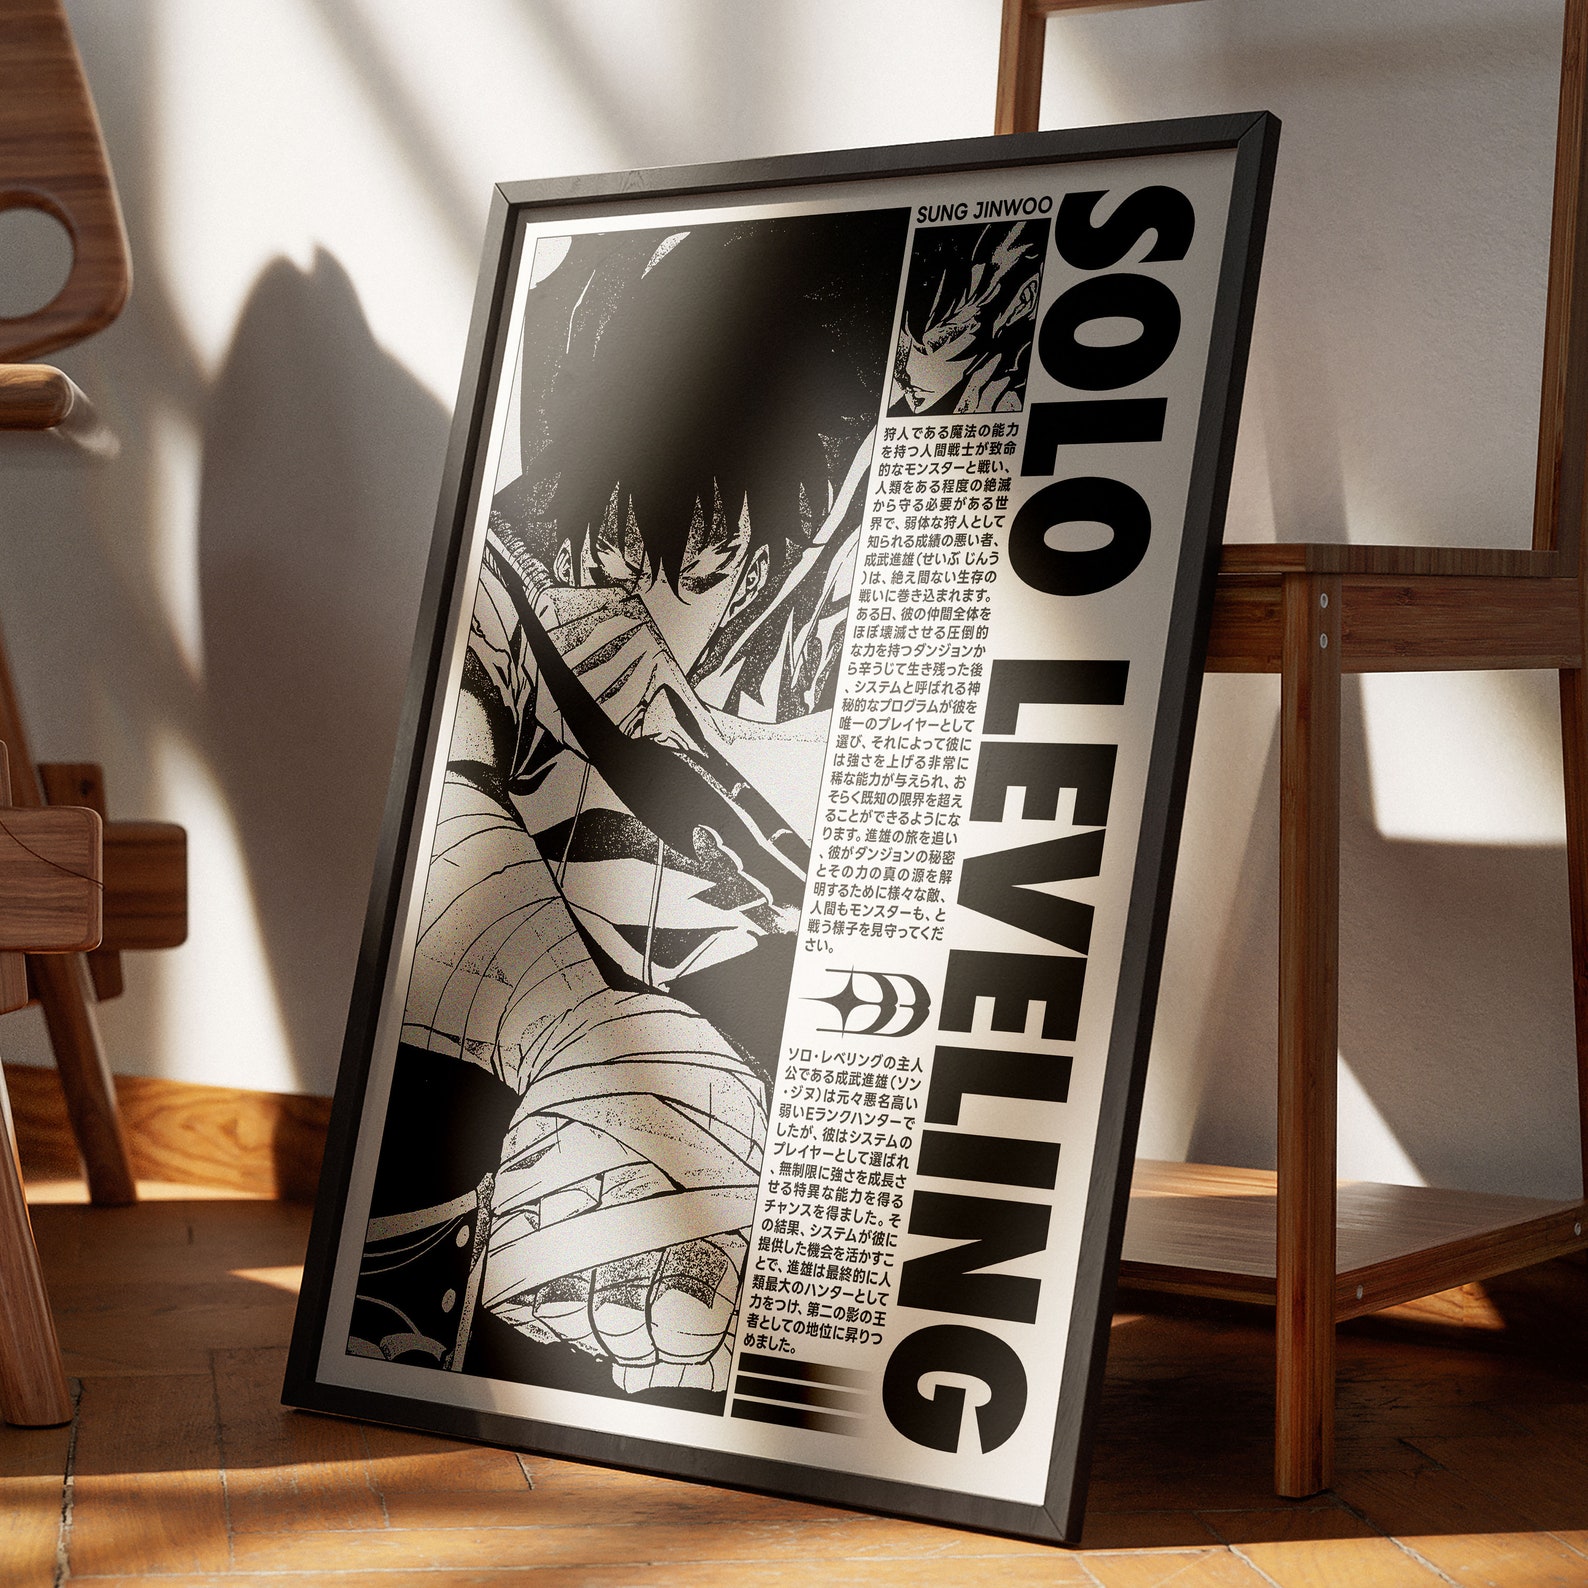 SUNG JINWOO
SOLO LEVELING
狩人である魔法の能力
を持つ人間戦士が致命
的なモンスターと戦い、
人類をある程度の絶滅
から守る必要がある世
界で、弱体な狩人として
知られる成績の悪い者、
成武進雄(せいぶ じんう
)は、絶え間ない生存の
戦いに巻き込まれます。
ある日、彼の仲間全体を
ほぼ壊滅させる圧倒的
な力を持つダンジョンか
ら辛うじて生き残った後
、システムと呼ばれる神
秘的なプログラムが彼を
唯一のプレイヤーとして
選び、それによって彼に
は強さを上げる非常に
稀な能力が与えられ、お
そらく既知の限界を超え
ることができるようにな
ります。進雄の旅を追い
、彼がダンジョンの秘密
とその力の真の源を解
明するために様々な敵、
人間もモンスターも、と
戦う様子を見守ってくだ
さい。
ソロ・レベリングの主人
公である成武進雄(ソン
・ジヌ)は元々悪名高い
弱いEランクハンターで
したが、彼はシステムの
プレイヤーとして選ばれ
、無制限に強さを成長さ
せる特異な能力を得る
チャンスを得ました。そ
の結果、システムが彼に
提供した機会を活かすこ
とで、進雄は最終的に人
類最大のハンターとして
力をつけ、第二の影の王
者としての地位に昇りつ
めました。